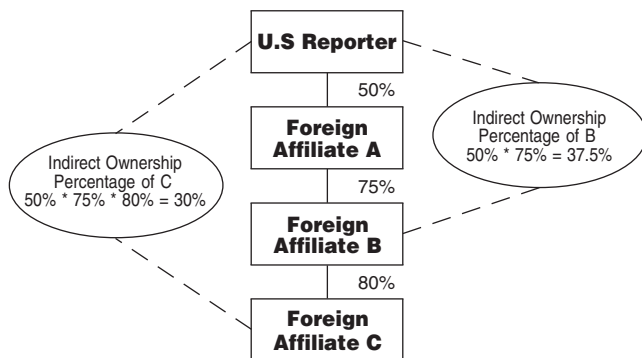 U.S Reporter
50%
Foreign
Affiliate A
Indirect Ownership
Percentage of B
50% * 75% = 37.5%
Indirect Ownership
Percentage of C
50% * 75% * 80% = 30%
75%
Foreign
Affiliate B
80%
Foreign
Affiliate C